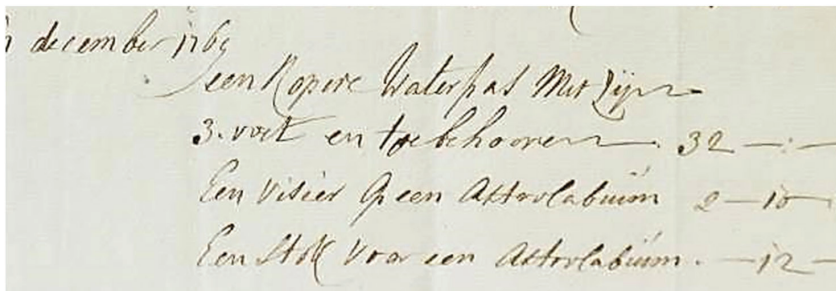 december 1769
een Kopere Waterpas Met Zijn
3. voet en toebehooren 32 — : —
Een Visier Op een Astrolabium 2 — 10
Een Stok Voor een Astrolabium . — 12 —